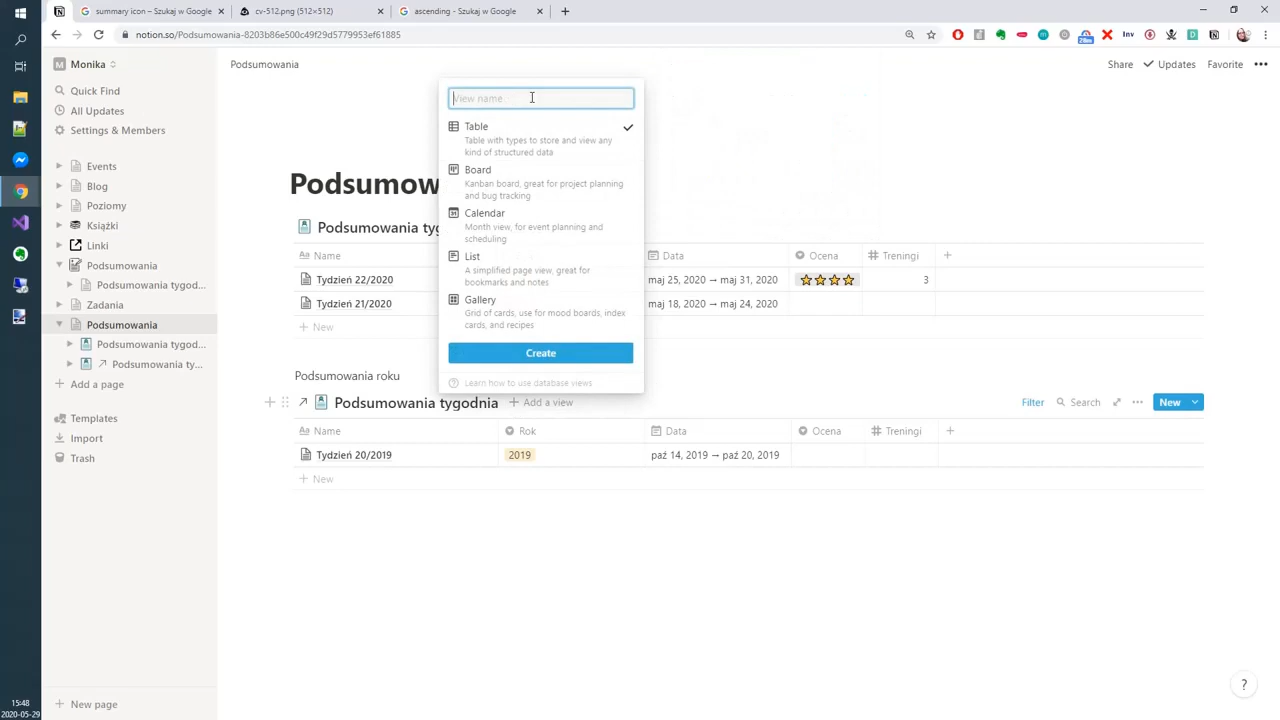 summary icon – Szukaj w Google
cv-512.png (512×512)
ascending - Szukaj w Google
notion.so/Podsumowania-8203b86e500c49f29d5779953ef61885
Inv
28m
M Monika
Podsumowania
Share
Updates
Favorite
Quick Find
All Updates
Settings & Members
Events
Blog
Poziomy
Książki
Linki
Podsumowania
Podsumowania tygod...
Zadania
Podsumowania
Podsumowania tygod...
Podsumowania ty...
Add a page
Templates
Import
Trash
New page
View name...
Table
Table with types to store and view any
kind of structured data
Board
Kanban board, great for project planning
and bug tracking
Calendar
Month view, for event planning and
scheduling
List
A simplified page view, great for
bookmarks and notes
Gallery
Grid of cards, use for mood boards, index
cards, and recipes
Create
Learn how to use database views
Podsumow
Podsumowania tyg
Name
Data
Ocena
Treningi
Tydzień 22/2020
maj 25, 2020 → maj 31, 2020
3
Tydzień 21/2020
maj 18, 2020 → maj 24, 2020
New
Podsumowania roku
Podsumowania tygodnia
Add a view
Filter
Search
New
Name
Rok
Data
Ocena
Treningi
Tydzień 20/2019
2019
paź 14, 2019 → paź 20, 2019
New
?
15:48
2020-05-29